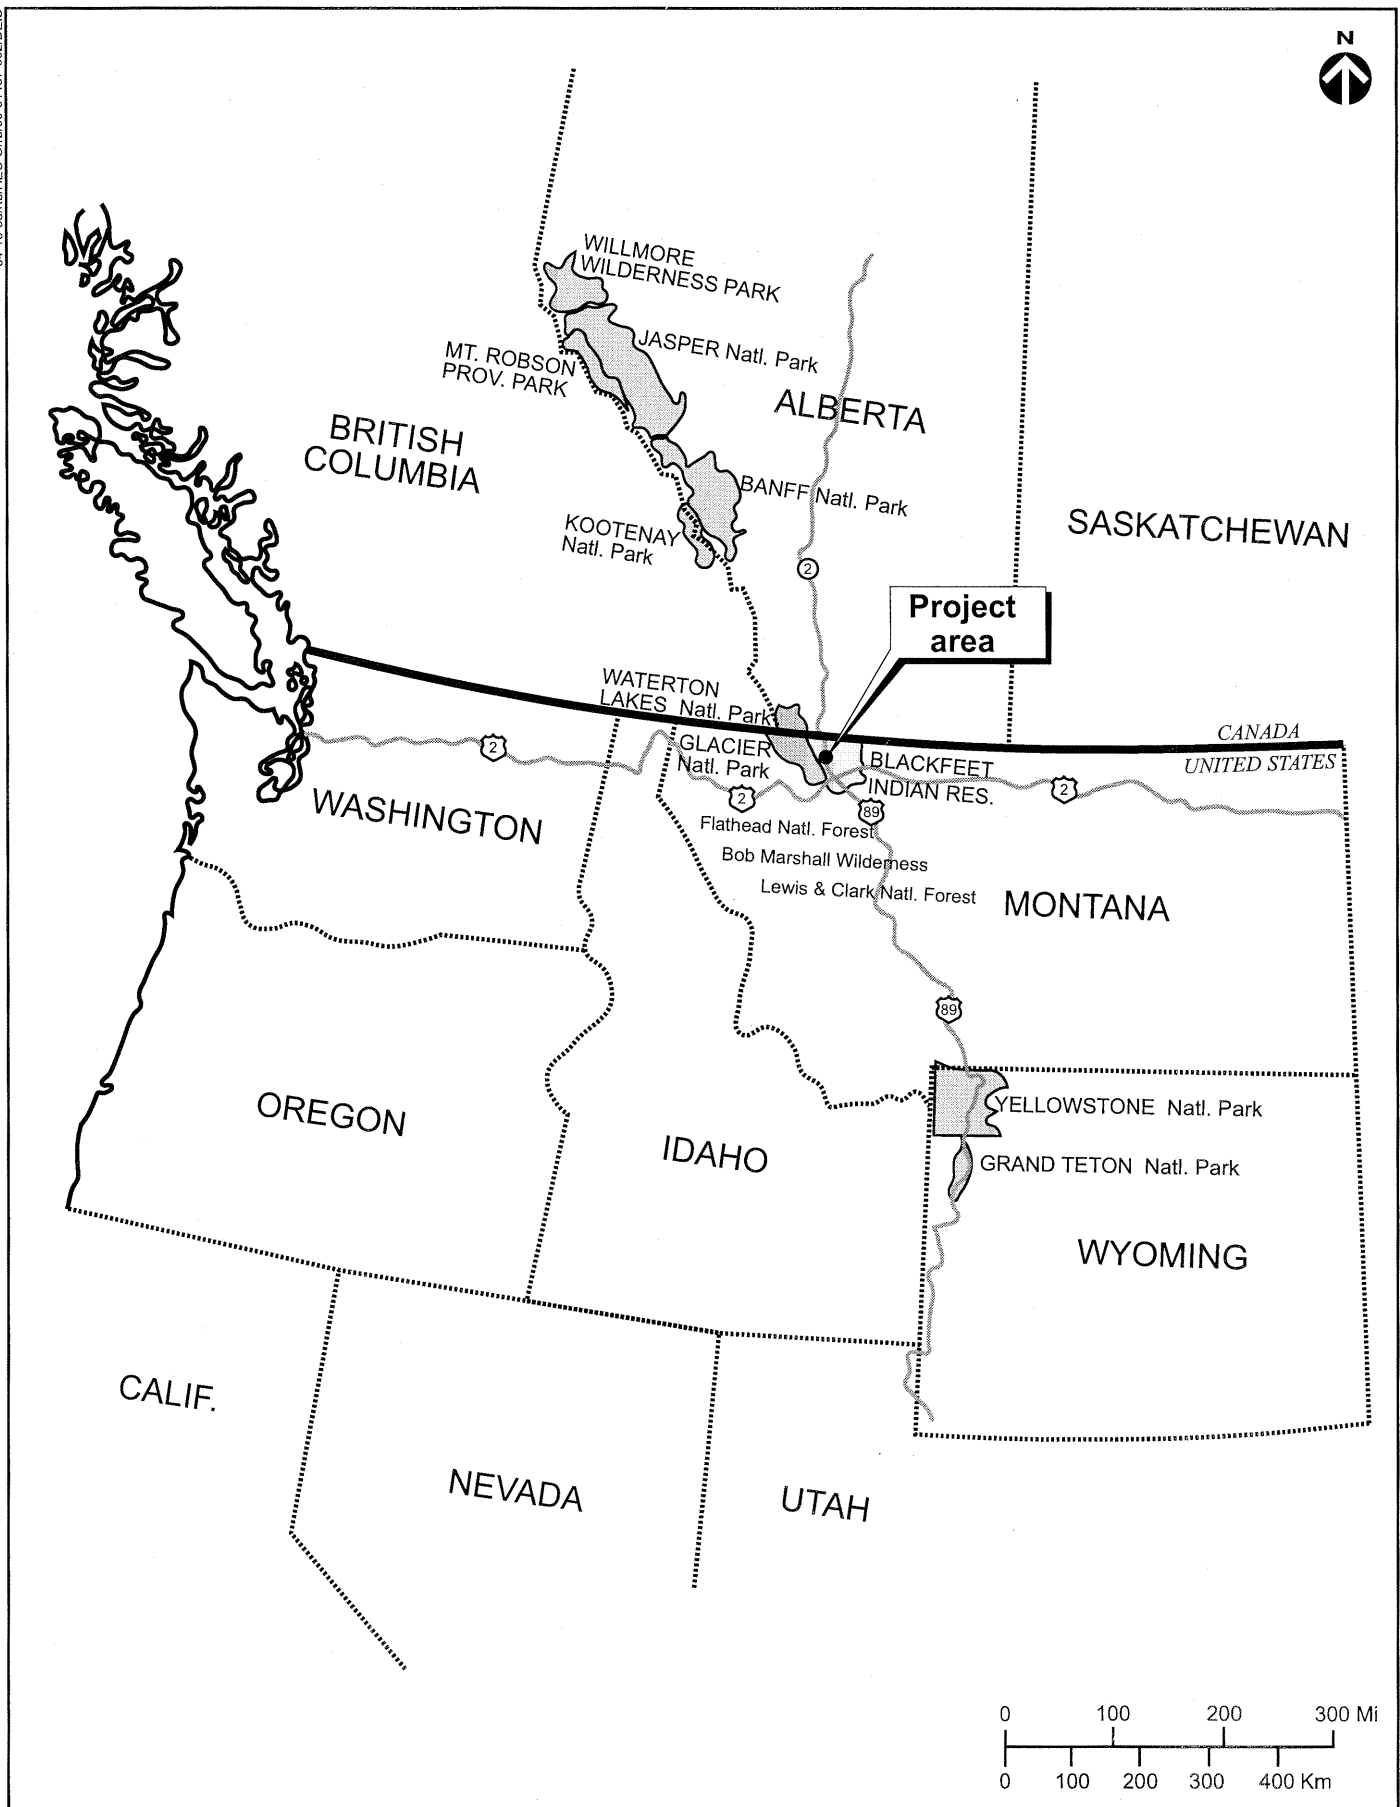 N
WILLMORE
WILDERNESS PARK
JASPER Natl. Park
MT. ROBSON
PROV. PARK
ALBERTA
BRITISH
COLUMBIA
BANFF Natl. Park
KOOTENAY
Natl. Park
SASKATCHEWAN
2
Project
area
WATERTON
LAKES Natl. Park
CANADA
UNITED STATES
GLACIER
Natl. Park
BLACKFEET
INDIAN RES.
2
2
2
89
WASHINGTON
Flathead Natl. Forest
Bob Marshall Wilderness
Lewis & Clark Natl. Forest
MONTANA
89
YELLOWSTONE Natl. Park
OREGON
IDAHO
GRAND TETON Natl. Park
WYOMING
CALIF.
NEVADA
UTAH
0 100 200 300 Mi
0 100 200 300 400 Km